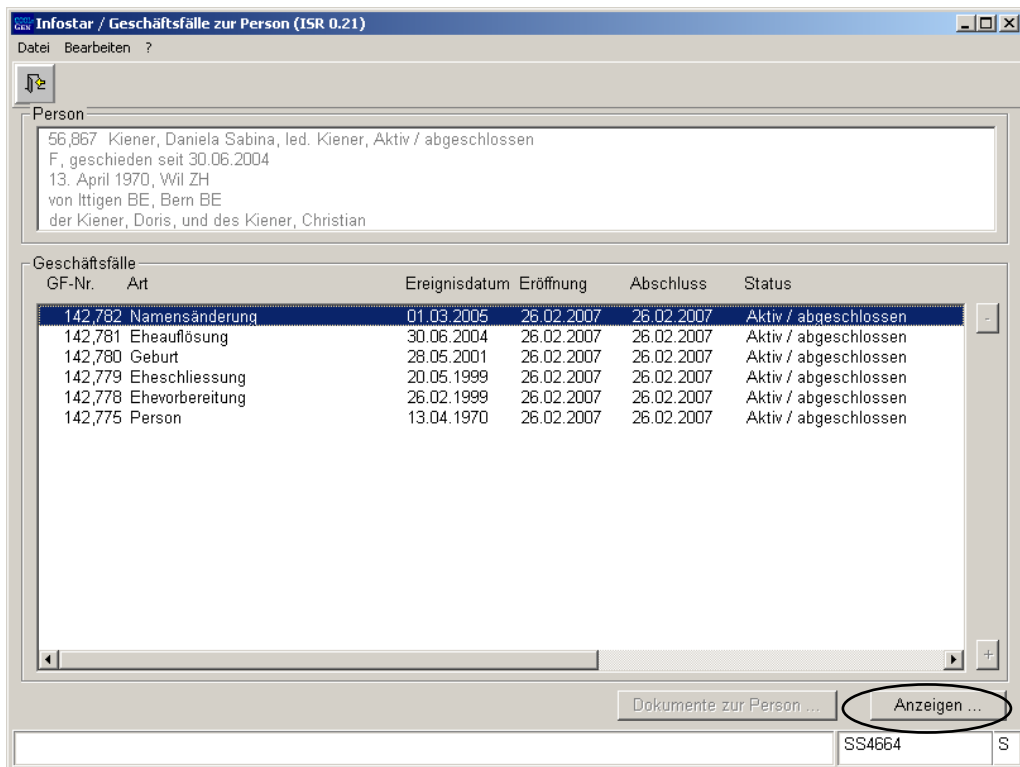 Infostar / Geschäftsfälle zur Person (ISR 0.21)
Datei Bearbeiten ?
Person
56,867 Kiener, Daniela Sabina, led. Kiener, Aktiv / abgeschlossen
F, geschieden seit 30.06.2004
13. April 1970, Wil ZH
von Ittigen BE, Bern BE
der Kiener, Doris, und des Kiener, Christian
Geschäftsfälle
GF-Nr. Art Ereignisdatum Eröffnung Abschluss Status
142,782 Namensänderung 01.03.2005 26.02.2007 26.02.2007 Aktiv / abgeschlossen
142,781 Eheauflösung 30.06.2004 26.02.2007 26.02.2007 Aktiv / abgeschlossen
142,780 Geburt 28.05.2001 26.02.2007 26.02.2007 Aktiv / abgeschlossen
142,779 Eheschliessung 20.05.1999 26.02.2007 26.02.2007 Aktiv / abgeschlossen
142,778 Ehevorbereitung 26.02.1999 26.02.2007 26.02.2007 Aktiv / abgeschlossen
142,775 Person 13.04.1970 26.02.2007 26.02.2007 Aktiv / abgeschlossen
-
+
Dokumente zur Person ... Anzeigen ...
SS4664 S